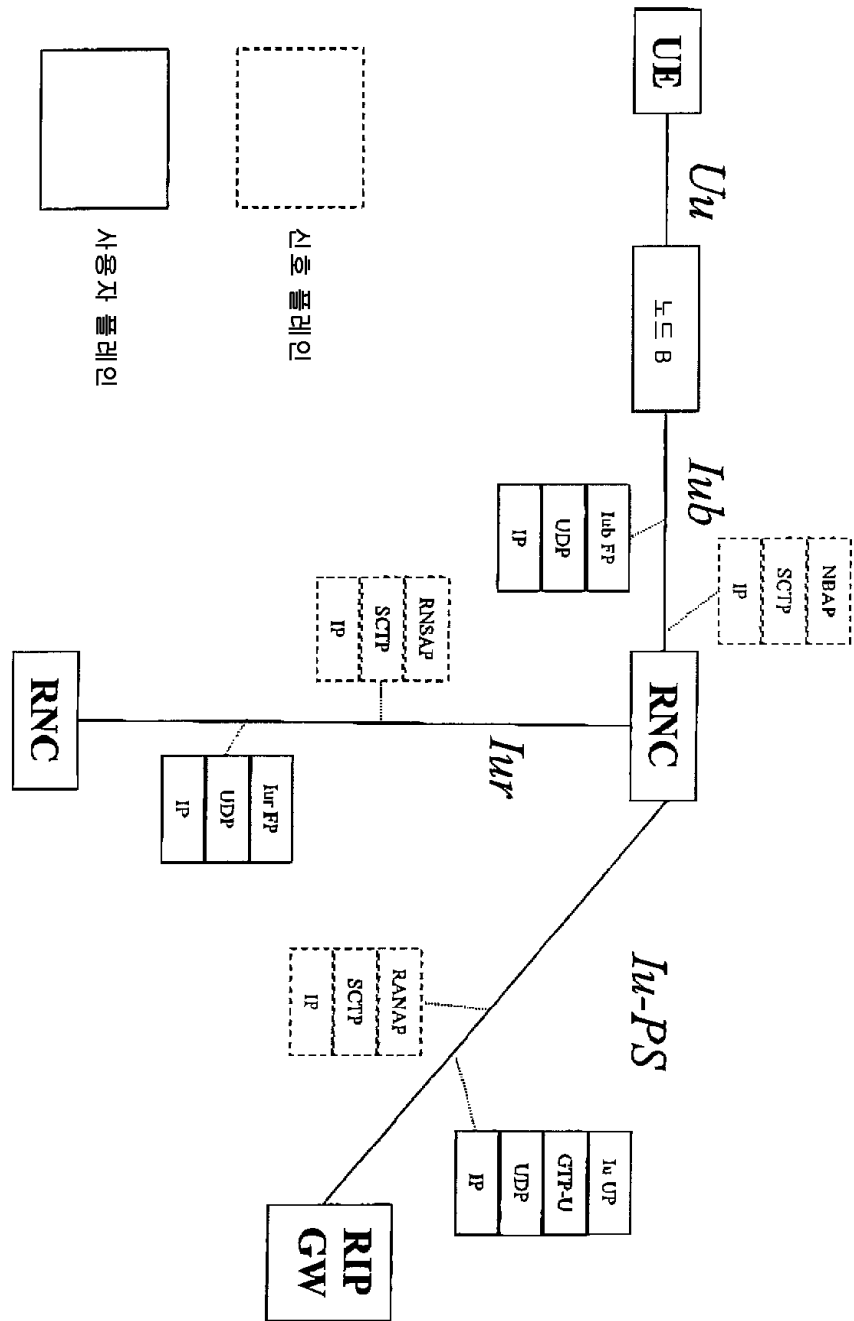 UE
Uu
노드 B
Iub
NBAP
SCTP
IP
Iub FP
UDP
IP
RNC
Iu-PS
Iu UP
GTP-U
UDP
IP
RANAP
SCTP
IP
RIP
GW
Iur
RNSAP
SCTP
IP
Iur FP
UDP
IP
RNC
신호 플레인
사용자 플레인